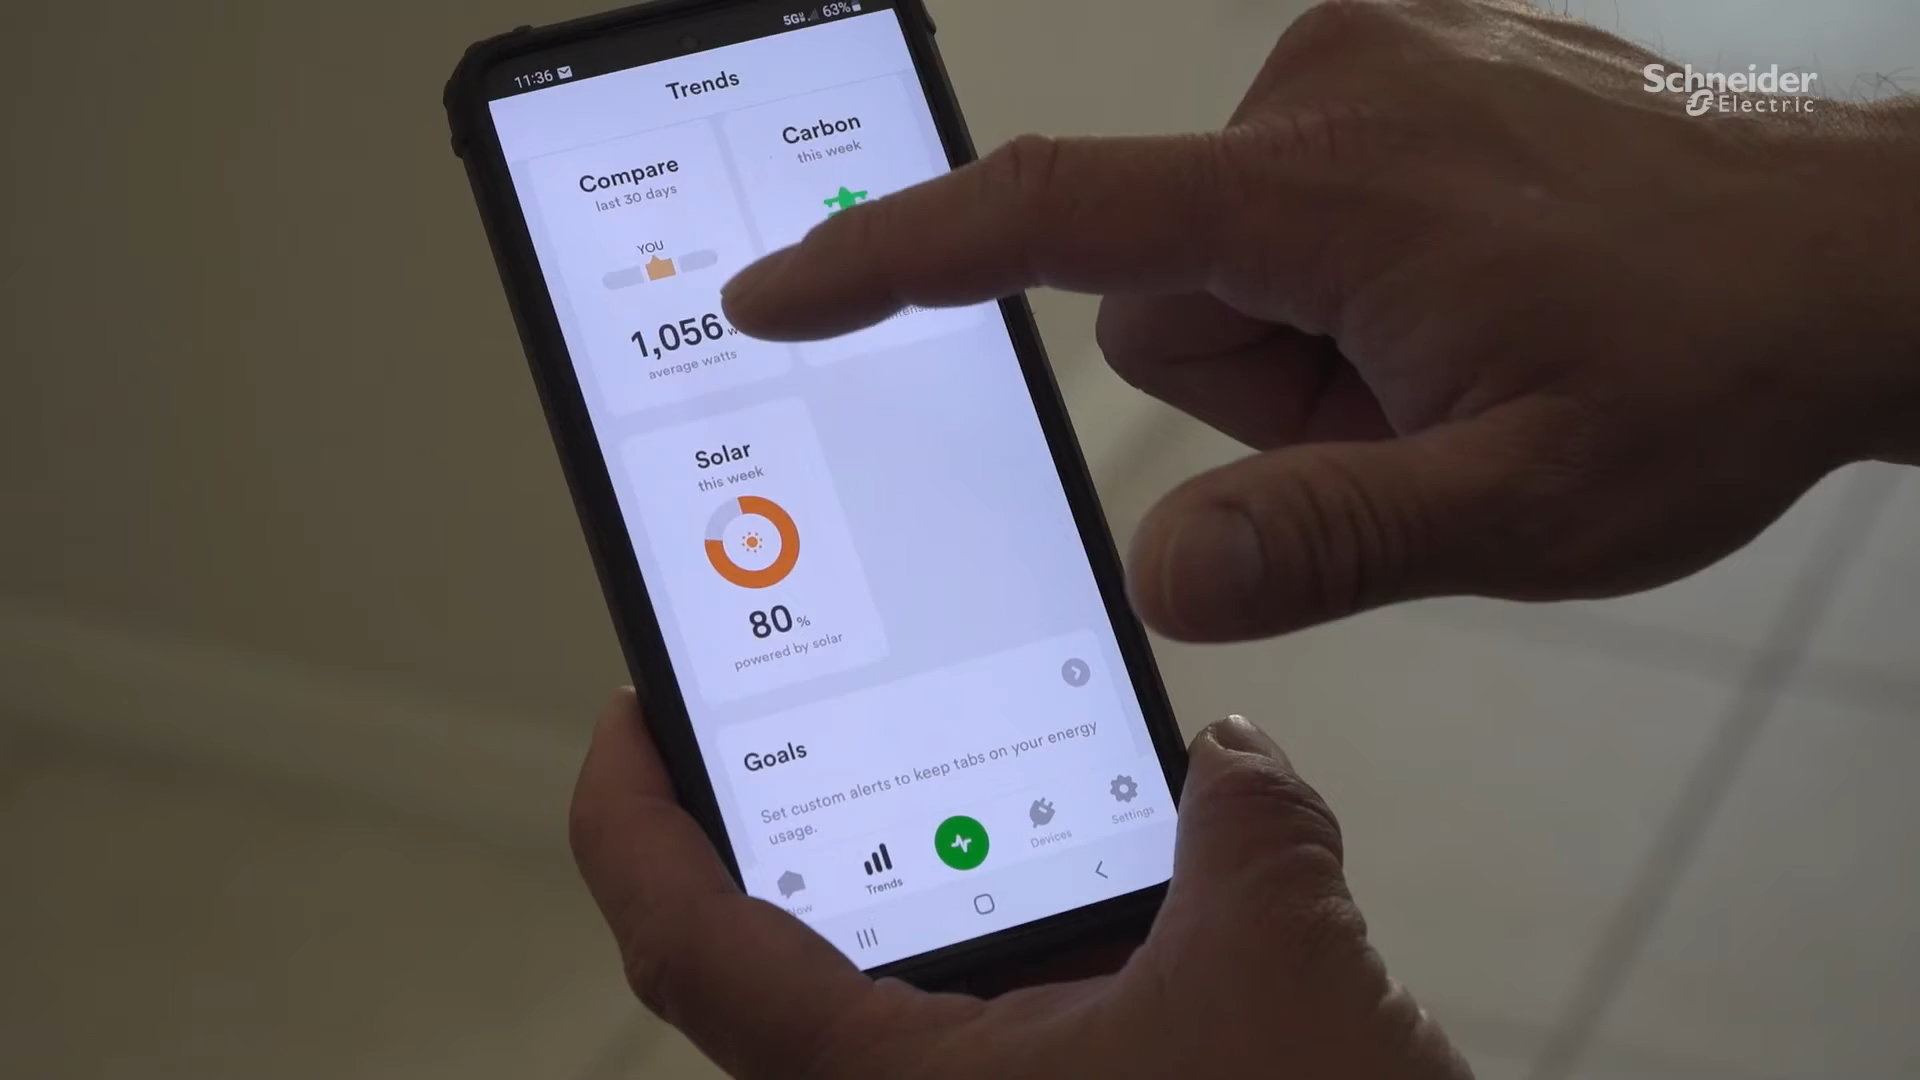 11:36
5G
63%
Schneider
Electric
Trends
Compare
last 30 days
YOU
1,056
average watts
Carbon
this week
Solar
this week
80 %
powered by solar
Goals
Set custom alerts to keep tabs on your energy
usage.
Now
Trends
Devices
Settings